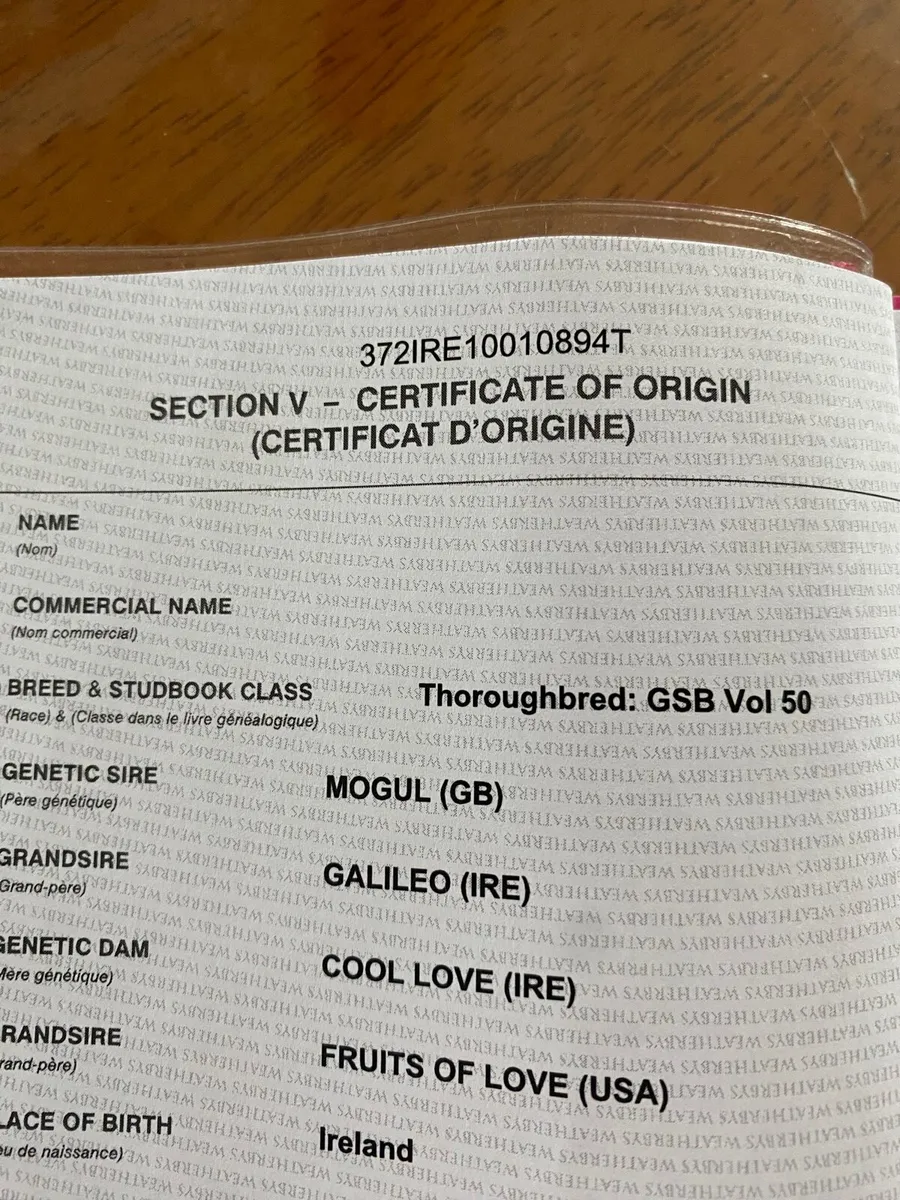 372IRE10010894T
SECTION V – CERTIFICATE OF ORIGIN
(CERTIFICAT D'ORIGINE)
NAME
(Nom)
COMMERCIAL NAME
(Nom commercial)
BREED & STUDBOOK CLASS Thoroughbred: GSB Vol 50
(Race) & (Classe dans le livre généalogique)
GENETIC SIRE MOGUL (GB)
(Père génétique)
GRANDSIRE GALILEO (IRE)
Grand-père)
GENETIC DAM COOL LOVE (IRE)
Mère génétique)
RANDSIRE FRUITS OF LOVE (USA)
rand-père)
LACE OF BIRTH Ireland
eu de naissance)
WEATHERBYS